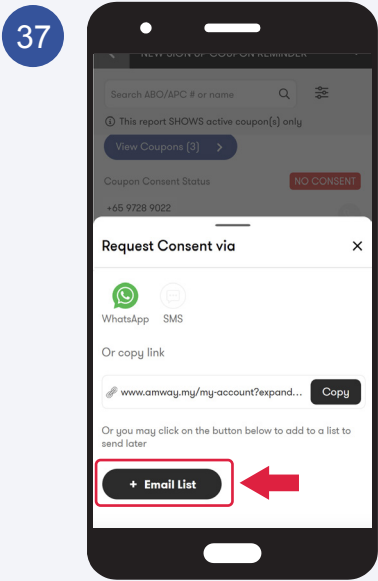 37
NEW SIGN UP COUPON REMINDER
Search ABO/APC # or name
This report SHOWS active coupon(s) only
View Coupons (3) >
Coupon Consent Status NO CONSENT
+65 9728 9022
Request Consent via
WhatsApp SMS
Or copy link
www.amway.my/my-account?expand... Copy
Or you may click on the button below to add to a list to
send later
+ Email List